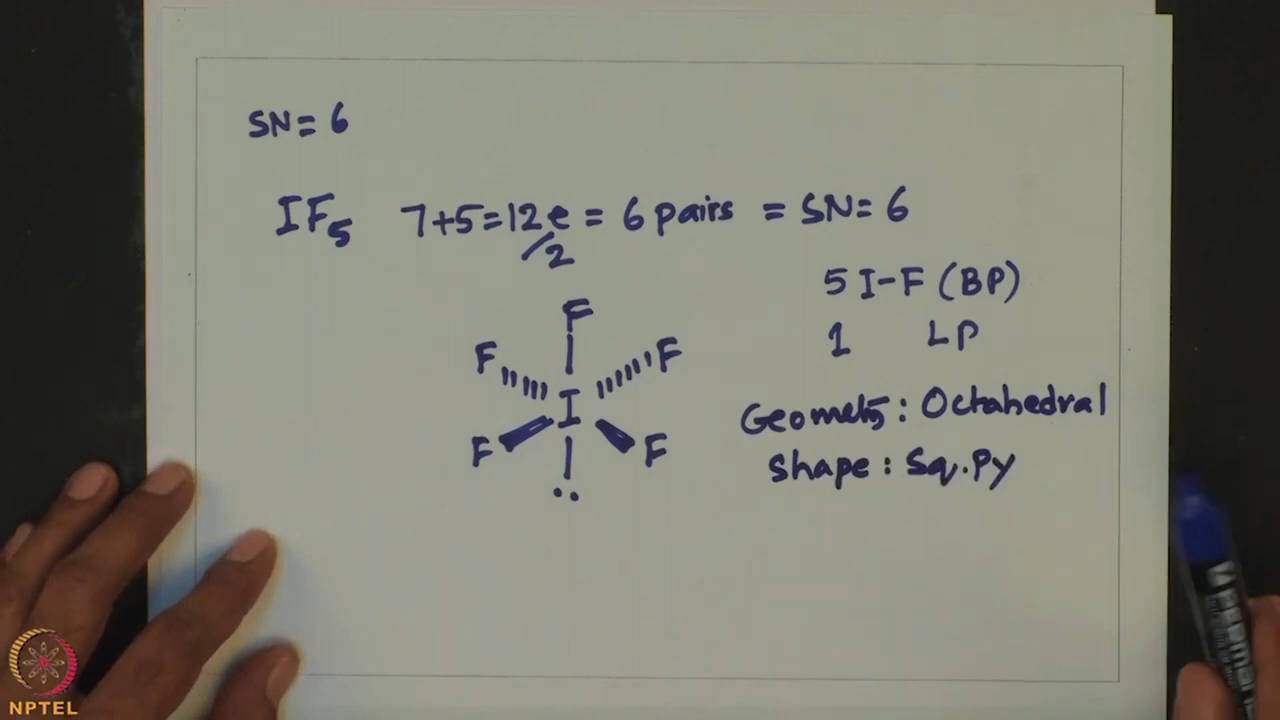 SN = 6
IF5 7+5=12e/2 = 6 pairs = SN = 6
5 I-F (BP)
1 LP
F
F F
I
F F
..
Geometry : Octahedral
Shape : Sq.Py
NPTEL